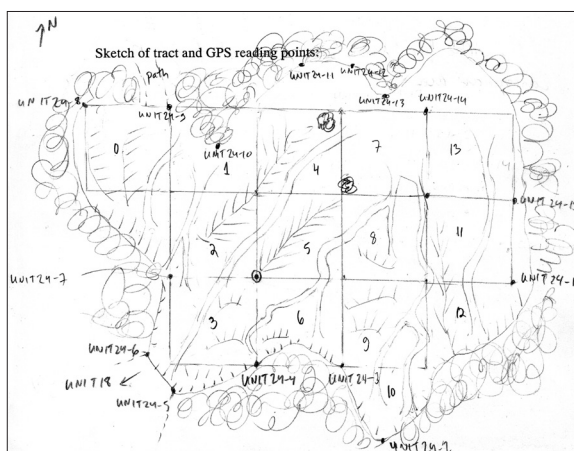 N
Sketch of tract and GPS reading points:
path
UNIT24-11
UNIT24-12
UNIT24-8
UNIT24-9
UNIT24-13
UNIT24-14
UNIT24-10
0
1
4
7
13
2
5
8
11
UNIT24-7
3
6
9
12
UNIT24-6
UNIT18
UNIT24-5
UNIT24-4
UNIT24-3
10
UNIT24-2